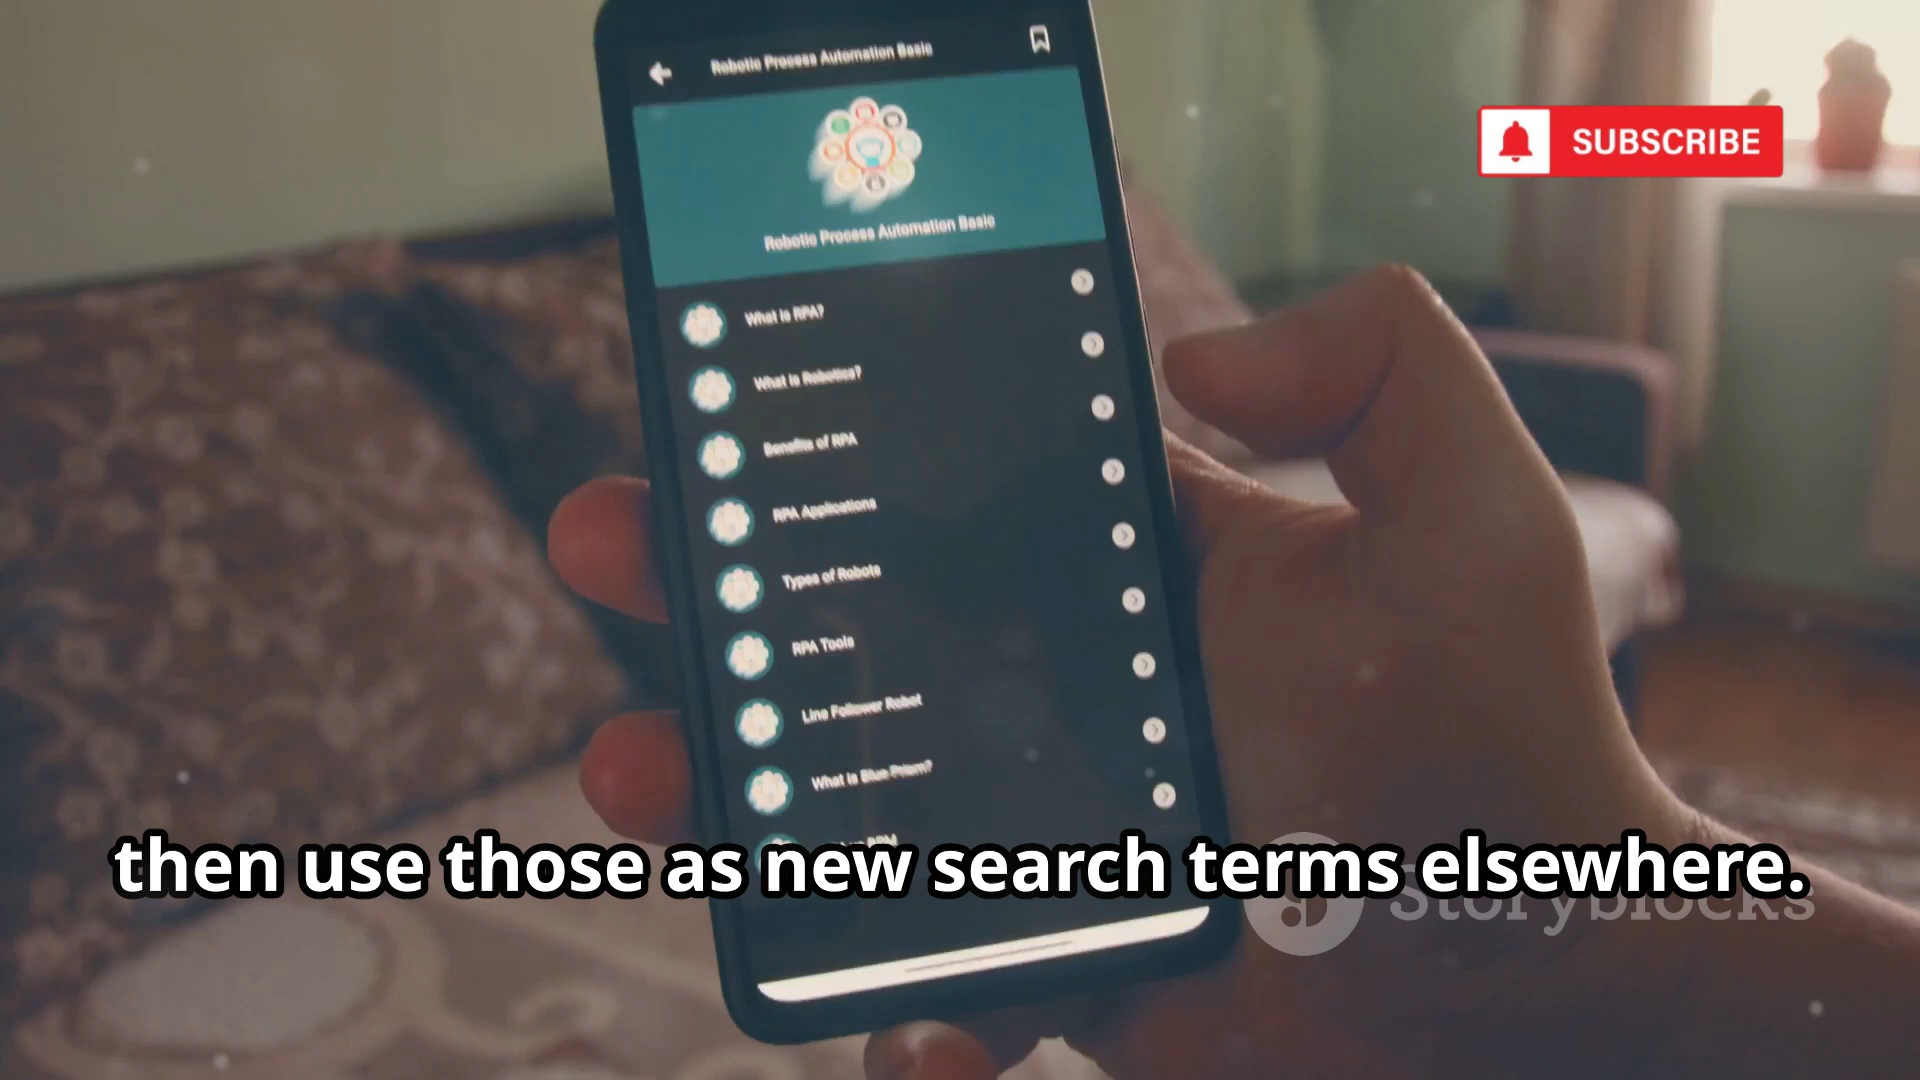 Robotic Process Automation Basic
SUBSCRIBE
Robotic Process Automation Basic
What is RPA?
What is Robotics?
Benefits of RPA
RPA Applications
Types of Robots
RPA Tools
Line Follower Robot
What is Blue Prism?
then use those as new search terms elsewhere.
Storyblocks